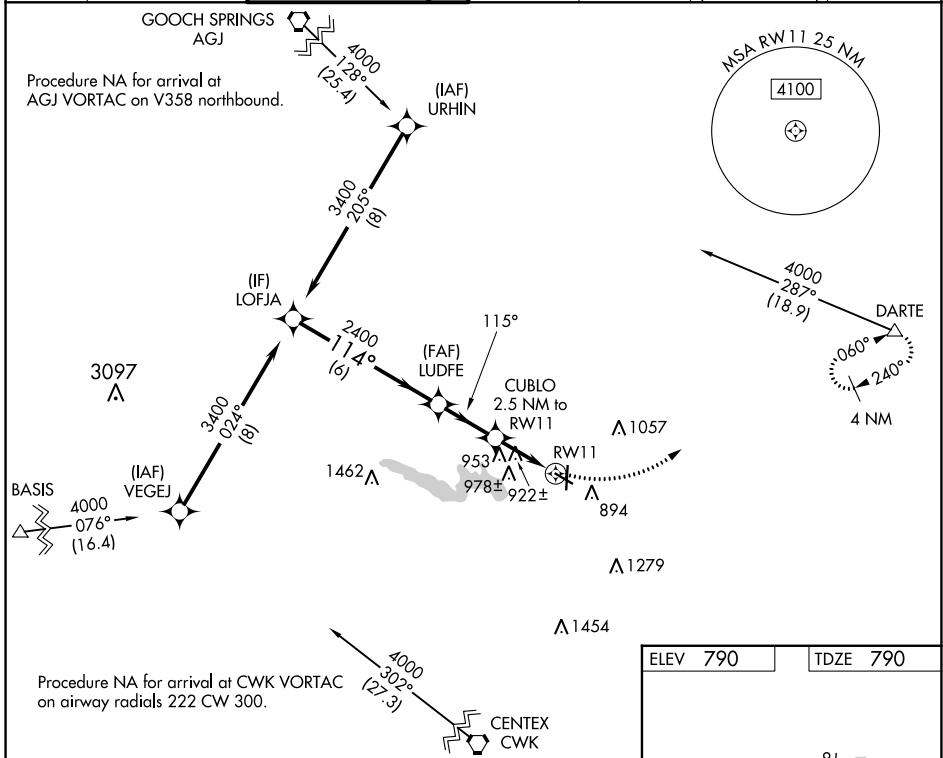 GOOCH SPRINGS
AGJ
4000
128°
(25.4)
Procedure NA for arrival at
AGJ VORTAC on V358 northbound.
(IAF)
URHIN
MSA RW11 25 NM
4100
3400
205°
(8)
(IF)
LOFJA
4000
287°
(18.9)
DARTE
060°
240°
4 NM
2400
114°
(6)
115°
(FAF)
LUDFE
CUBLO
2.5 NM to
RW11
3097
3400
024°
(8)
RW11
1057
953
1462
978±
922±
894
(IAF)
VEGEJ
BASIS
4000
076°
(16.4)
1279
1454
4000
302°
(27.3)
Procedure NA for arrival at CWK VORTAC
on airway radials 222 CW 300.
CENTEX
CWK
ELEV 790
TDZE 790